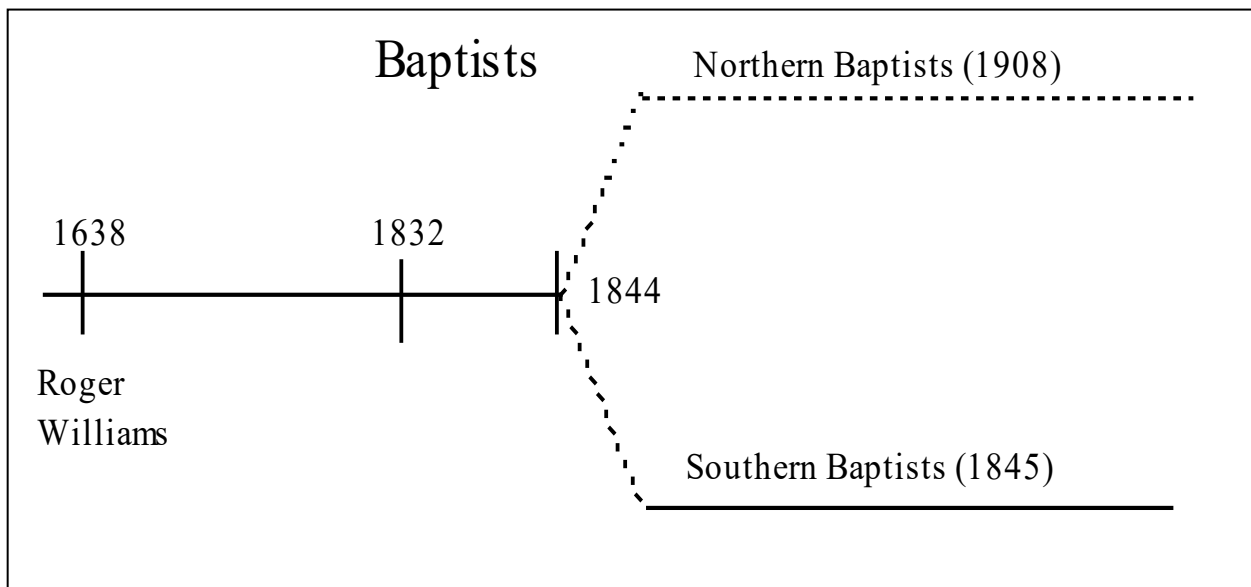 Baptists
Northern Baptists (1908)
1638
1832
1844
Roger
Williams
Southern Baptists (1845)